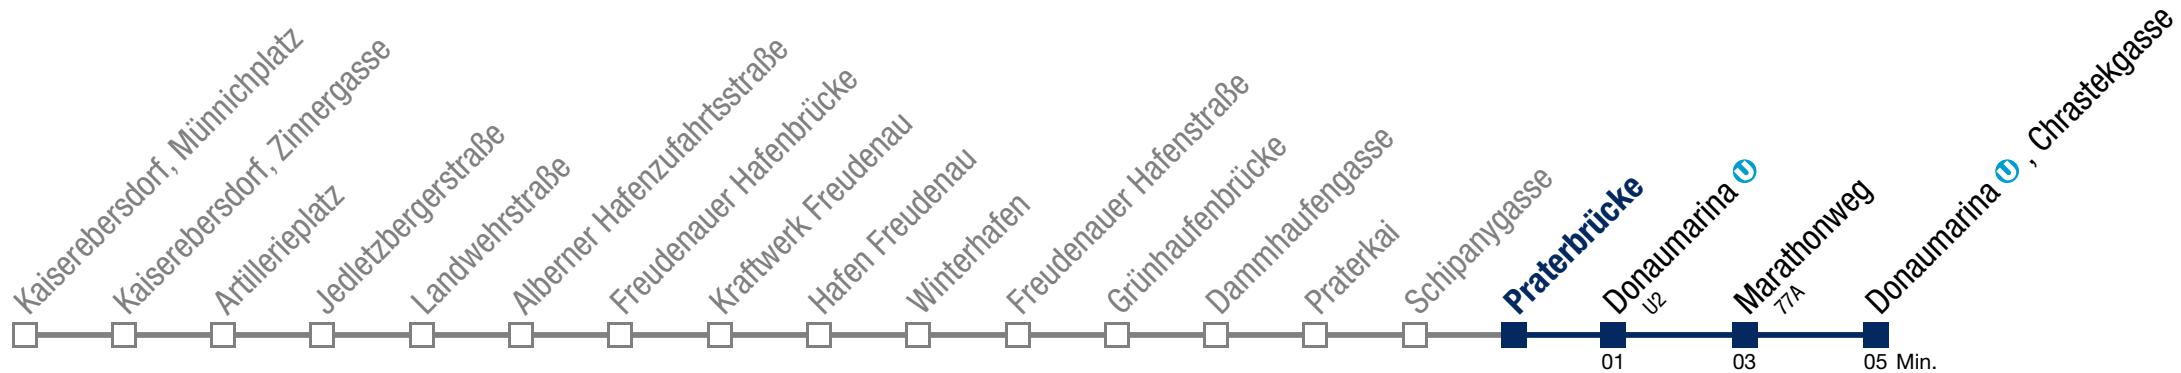 Kaiserebersdorf, Münnichplatz
Kaiserebersdorf, Zinnergasse
Artillerieplatz
Jedletzbergerstraße
Landwehrstraße
Alberner Hafenzufahrtsstraße
Freudenauer Hafenbrücke
Kraftwerk Freudenau
Hafen Freudenau
Winterhafen
Freudenauer Hafenstraße
Grünhaufenbrücke
Dammhaufengasse
Praterkai
Schipanygasse
Praterbrücke
Donaumarina U
U2
Marathonweg
77A
Donaumarina U , Chrastekgasse
01
03
05 Min.